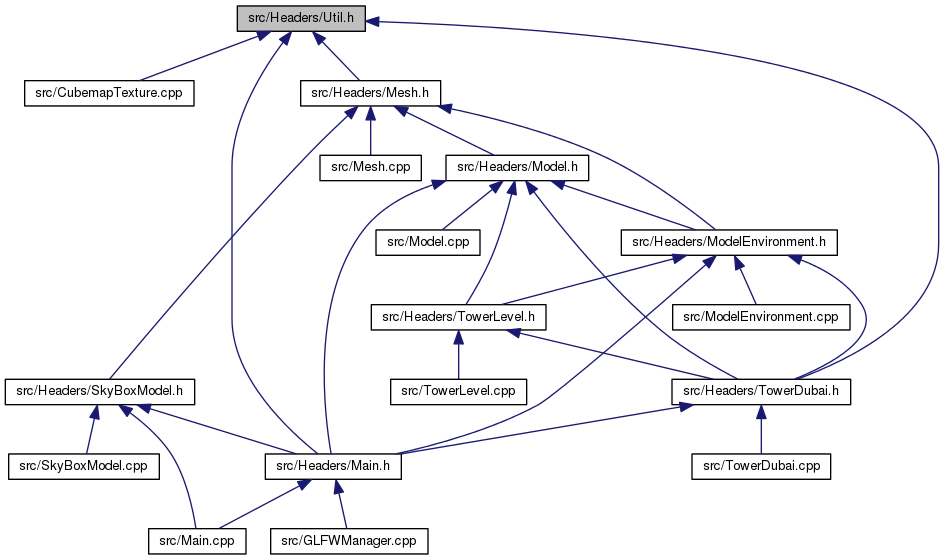 src/Headers/Util.h
src/CubemapTexture.cpp
src/Headers/Mesh.h
src/Mesh.cpp
src/Headers/Model.h
src/Model.cpp
src/Headers/ModelEnvironment.h
src/Headers/TowerLevel.h
src/ModelEnvironment.cpp
src/Headers/SkyBoxModel.h
src/TowerLevel.cpp
src/Headers/TowerDubai.h
src/SkyBoxModel.cpp
src/Headers/Main.h
src/TowerDubai.cpp
src/Main.cpp
src/GLFWManager.cpp